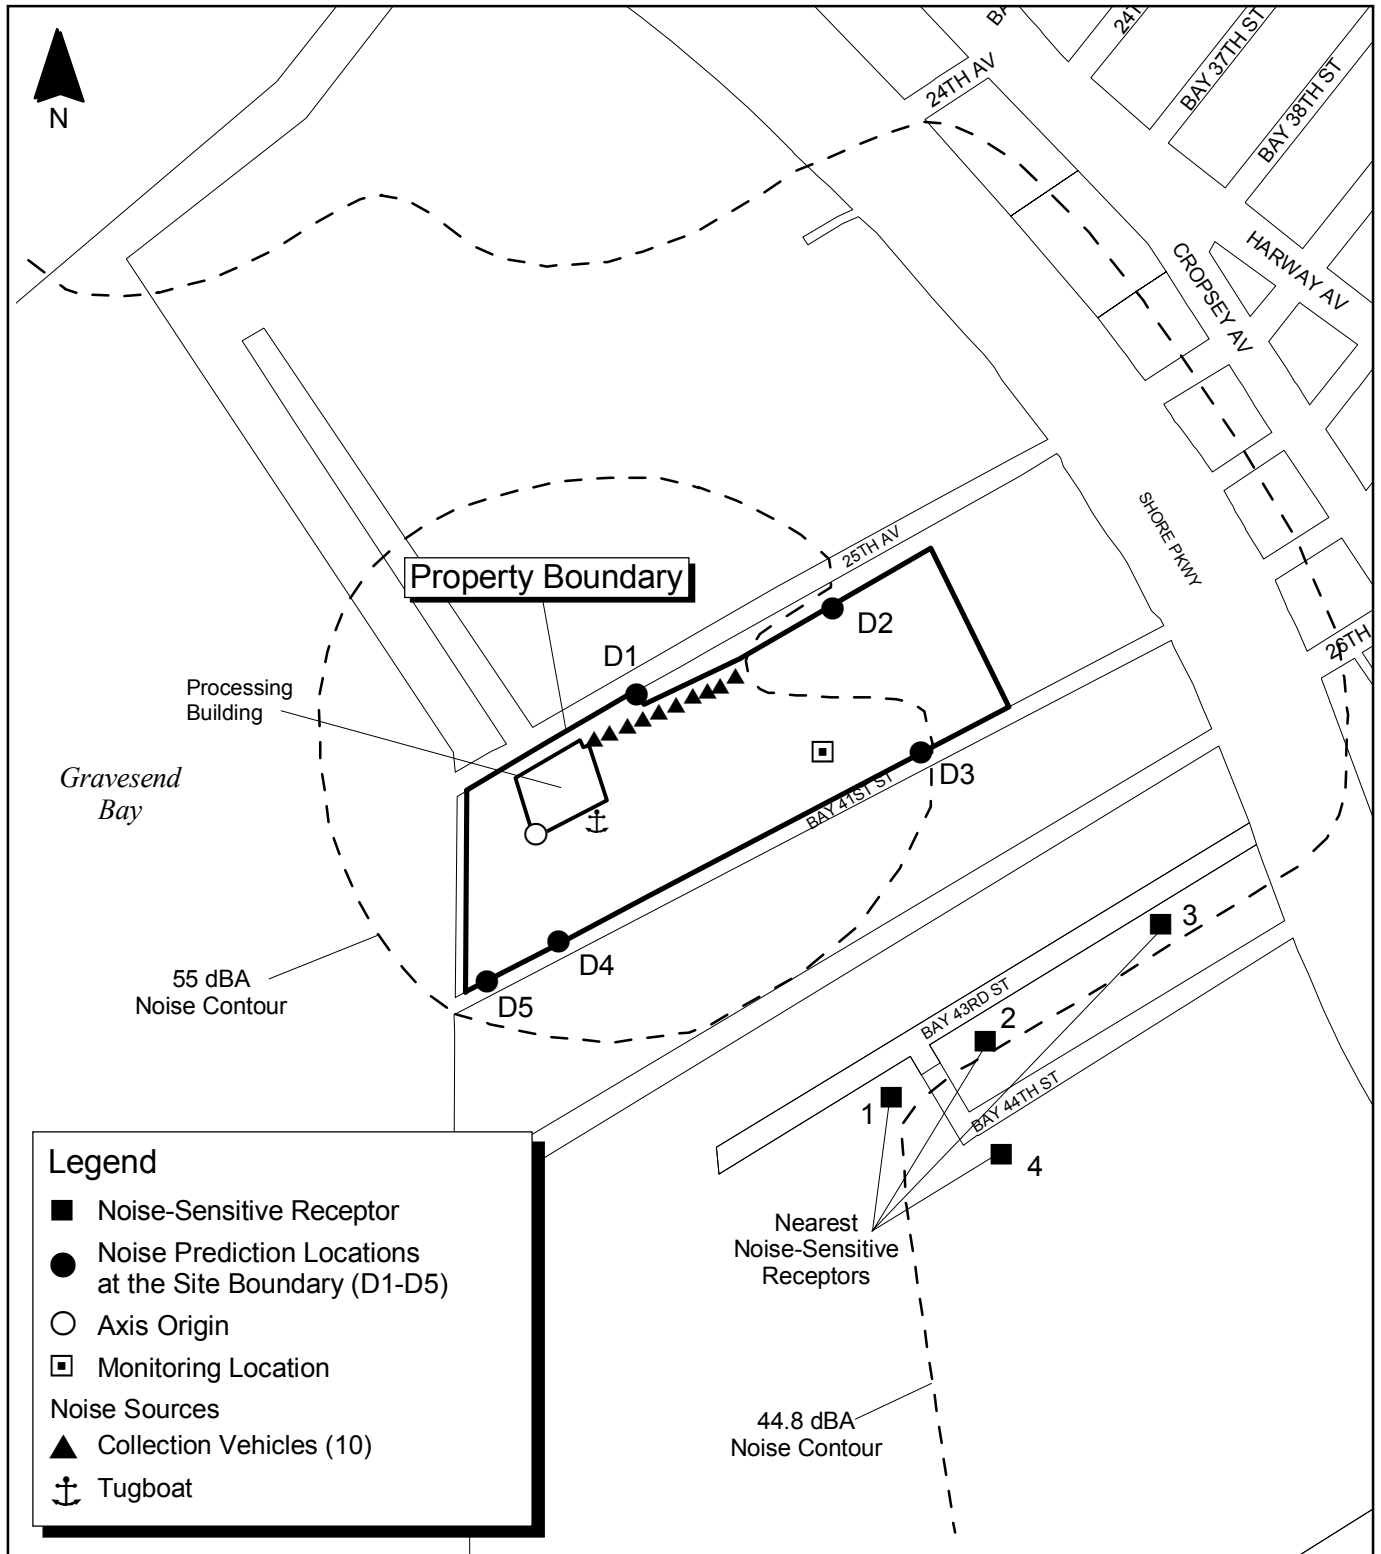 N
BA
24T
BAY 37TH ST
BAY 38TH ST
24TH AV
HARWAY AV
CROPSEY AV
SHORE PKWY
25TH AV
Property Boundary
D2
D1
26TH
Processing
Building
Gravesend
Bay
D3
BAY 41ST ST
3
D4
55 dBA
Noise Contour
D5
BAY 43RD ST
2
1
BAY 44TH ST
4
Nearest
Noise-Sensitive
Receptors
44.8 dBA
Noise Contour
Legend
Noise-Sensitive Receptor
Noise Prediction Locations
at the Site Boundary (D1-D5)
Axis Origin
Monitoring Location
Noise Sources
Collection Vehicles (10)
Tugboat